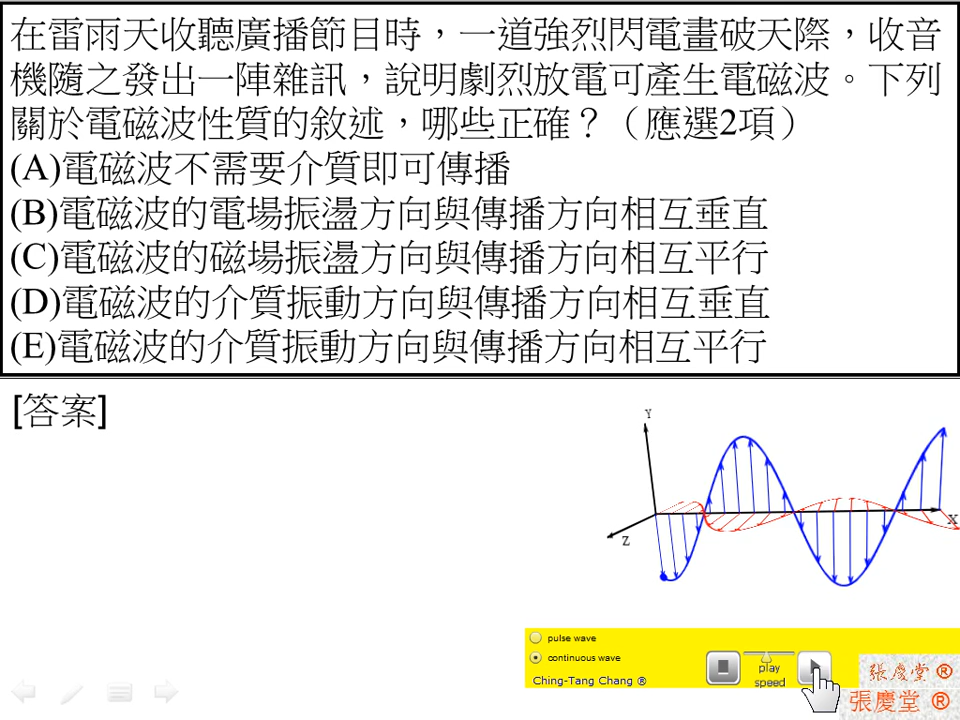 在雷雨天收聽廣播節目時，一道強烈閃電畫破天際，收音
機隨之發出一陣雜訊，說明劇烈放電可產生電磁波。下列
關於電磁波性質的敘述，哪些正確？（應選2項）
(A)電磁波不需要介質即可傳播
(B)電磁波的電場振盪方向與傳播方向相互垂直
(C)電磁波的磁場振盪方向與傳播方向相互平行
(D)電磁波的介質振動方向與傳播方向相互垂直
(E)電磁波的介質振動方向與傳播方向相互平行
[答案]
Y
X
Z
pulse wave
continuous wave
play
speed
Ching-Tang Chang ®
張慶堂 ®
張慶堂 ®